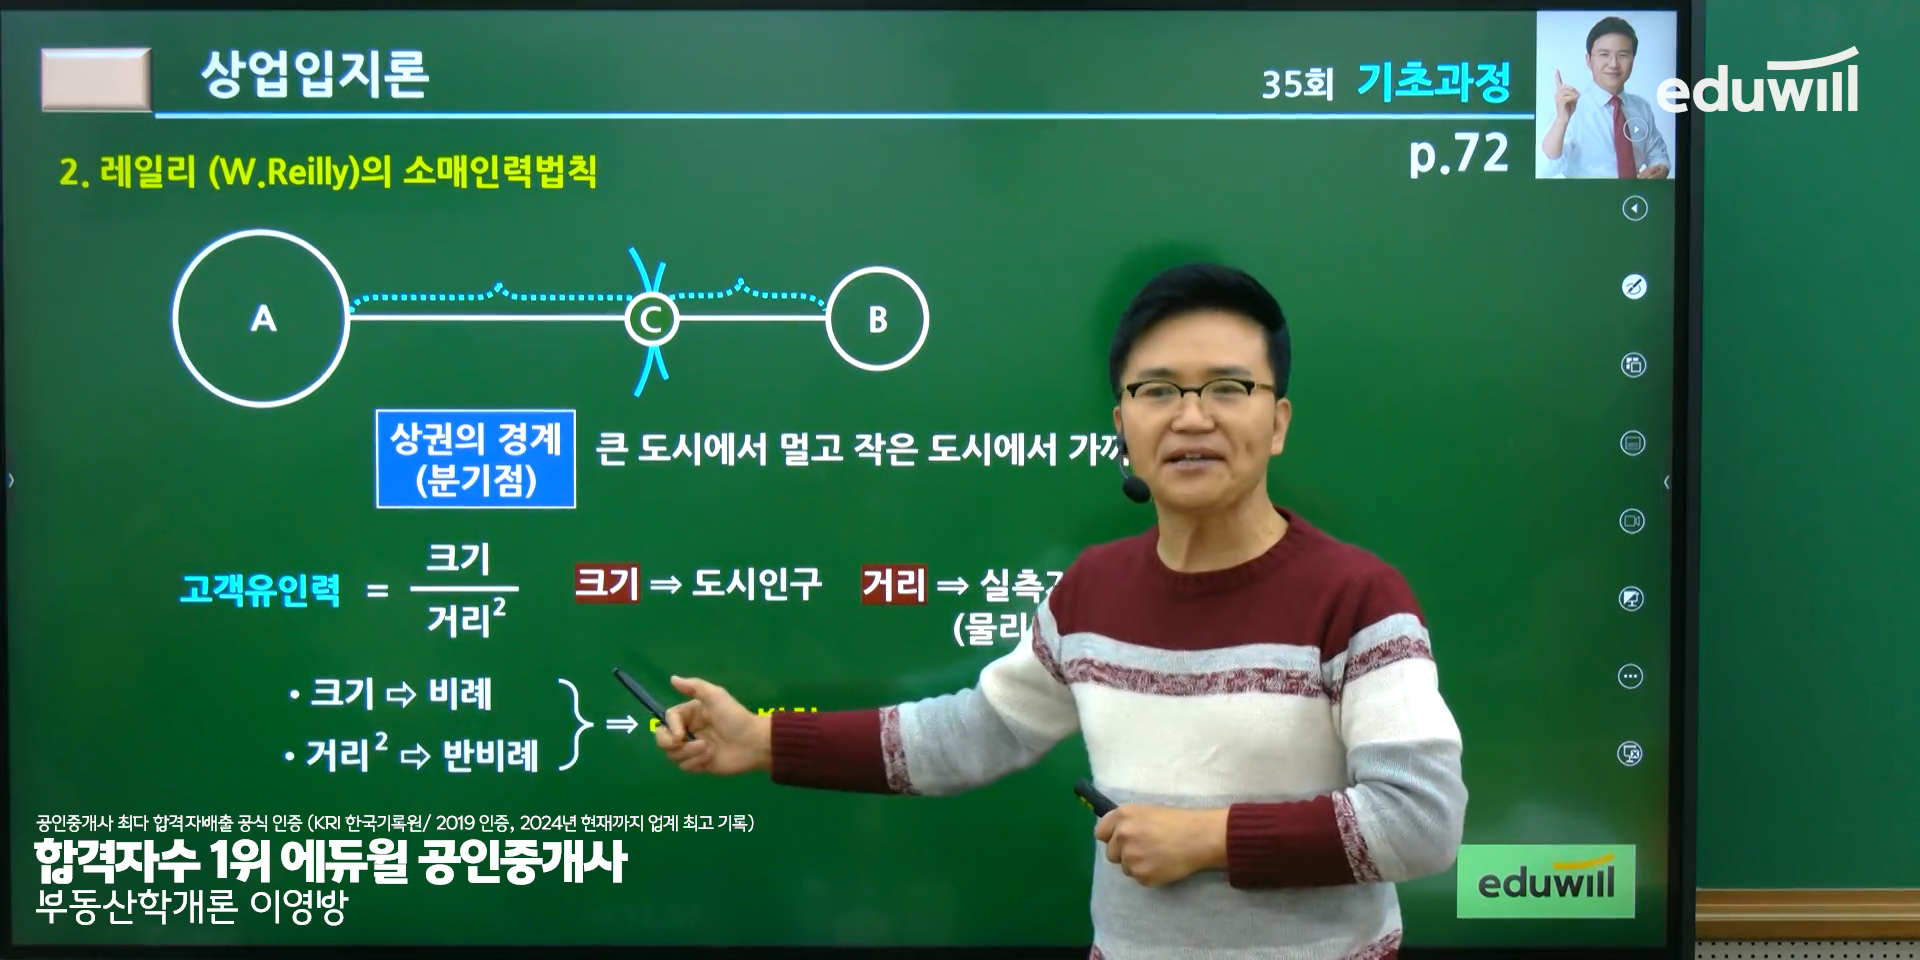 상업입지론
35회 기초과정
eduwill
p.72
2. 레일리 (W.Reilly)의 소매인력법칙
A
C
B
상권의 경계
(분기점)
큰 도시에서 멀고 작은 도시에서
고객유인력 = 크기
거리2
크기 ⇒ 도시인구
거리 ⇒
• 크기 ⇨ 비례
• 거리2 ⇨ 반비례
⇒
공인중개사 최다 합격자배출 공식 인증 (KRI 한국기록원/ 2019 인증, 2024년 현재까지 업계 최고 기록)
합격자수 1위 에듀윌 공인중개사
부동산학개론 이영방
eduwill